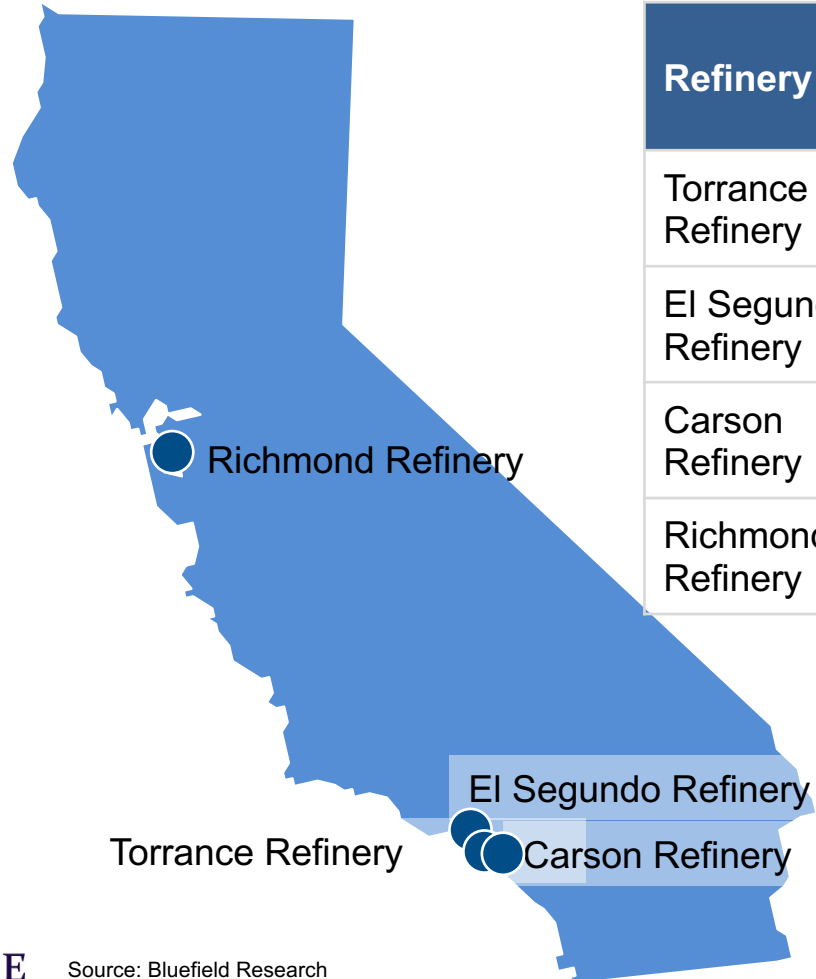 Refinery
Torrance
Refinery
El Segun
Refinery
Carson
Refinery
Richmon
Refinery
Richmond Refinery
El Segundo Refinery
Torrance Refinery
Carson Refinery
E
Source: Bluefield Research